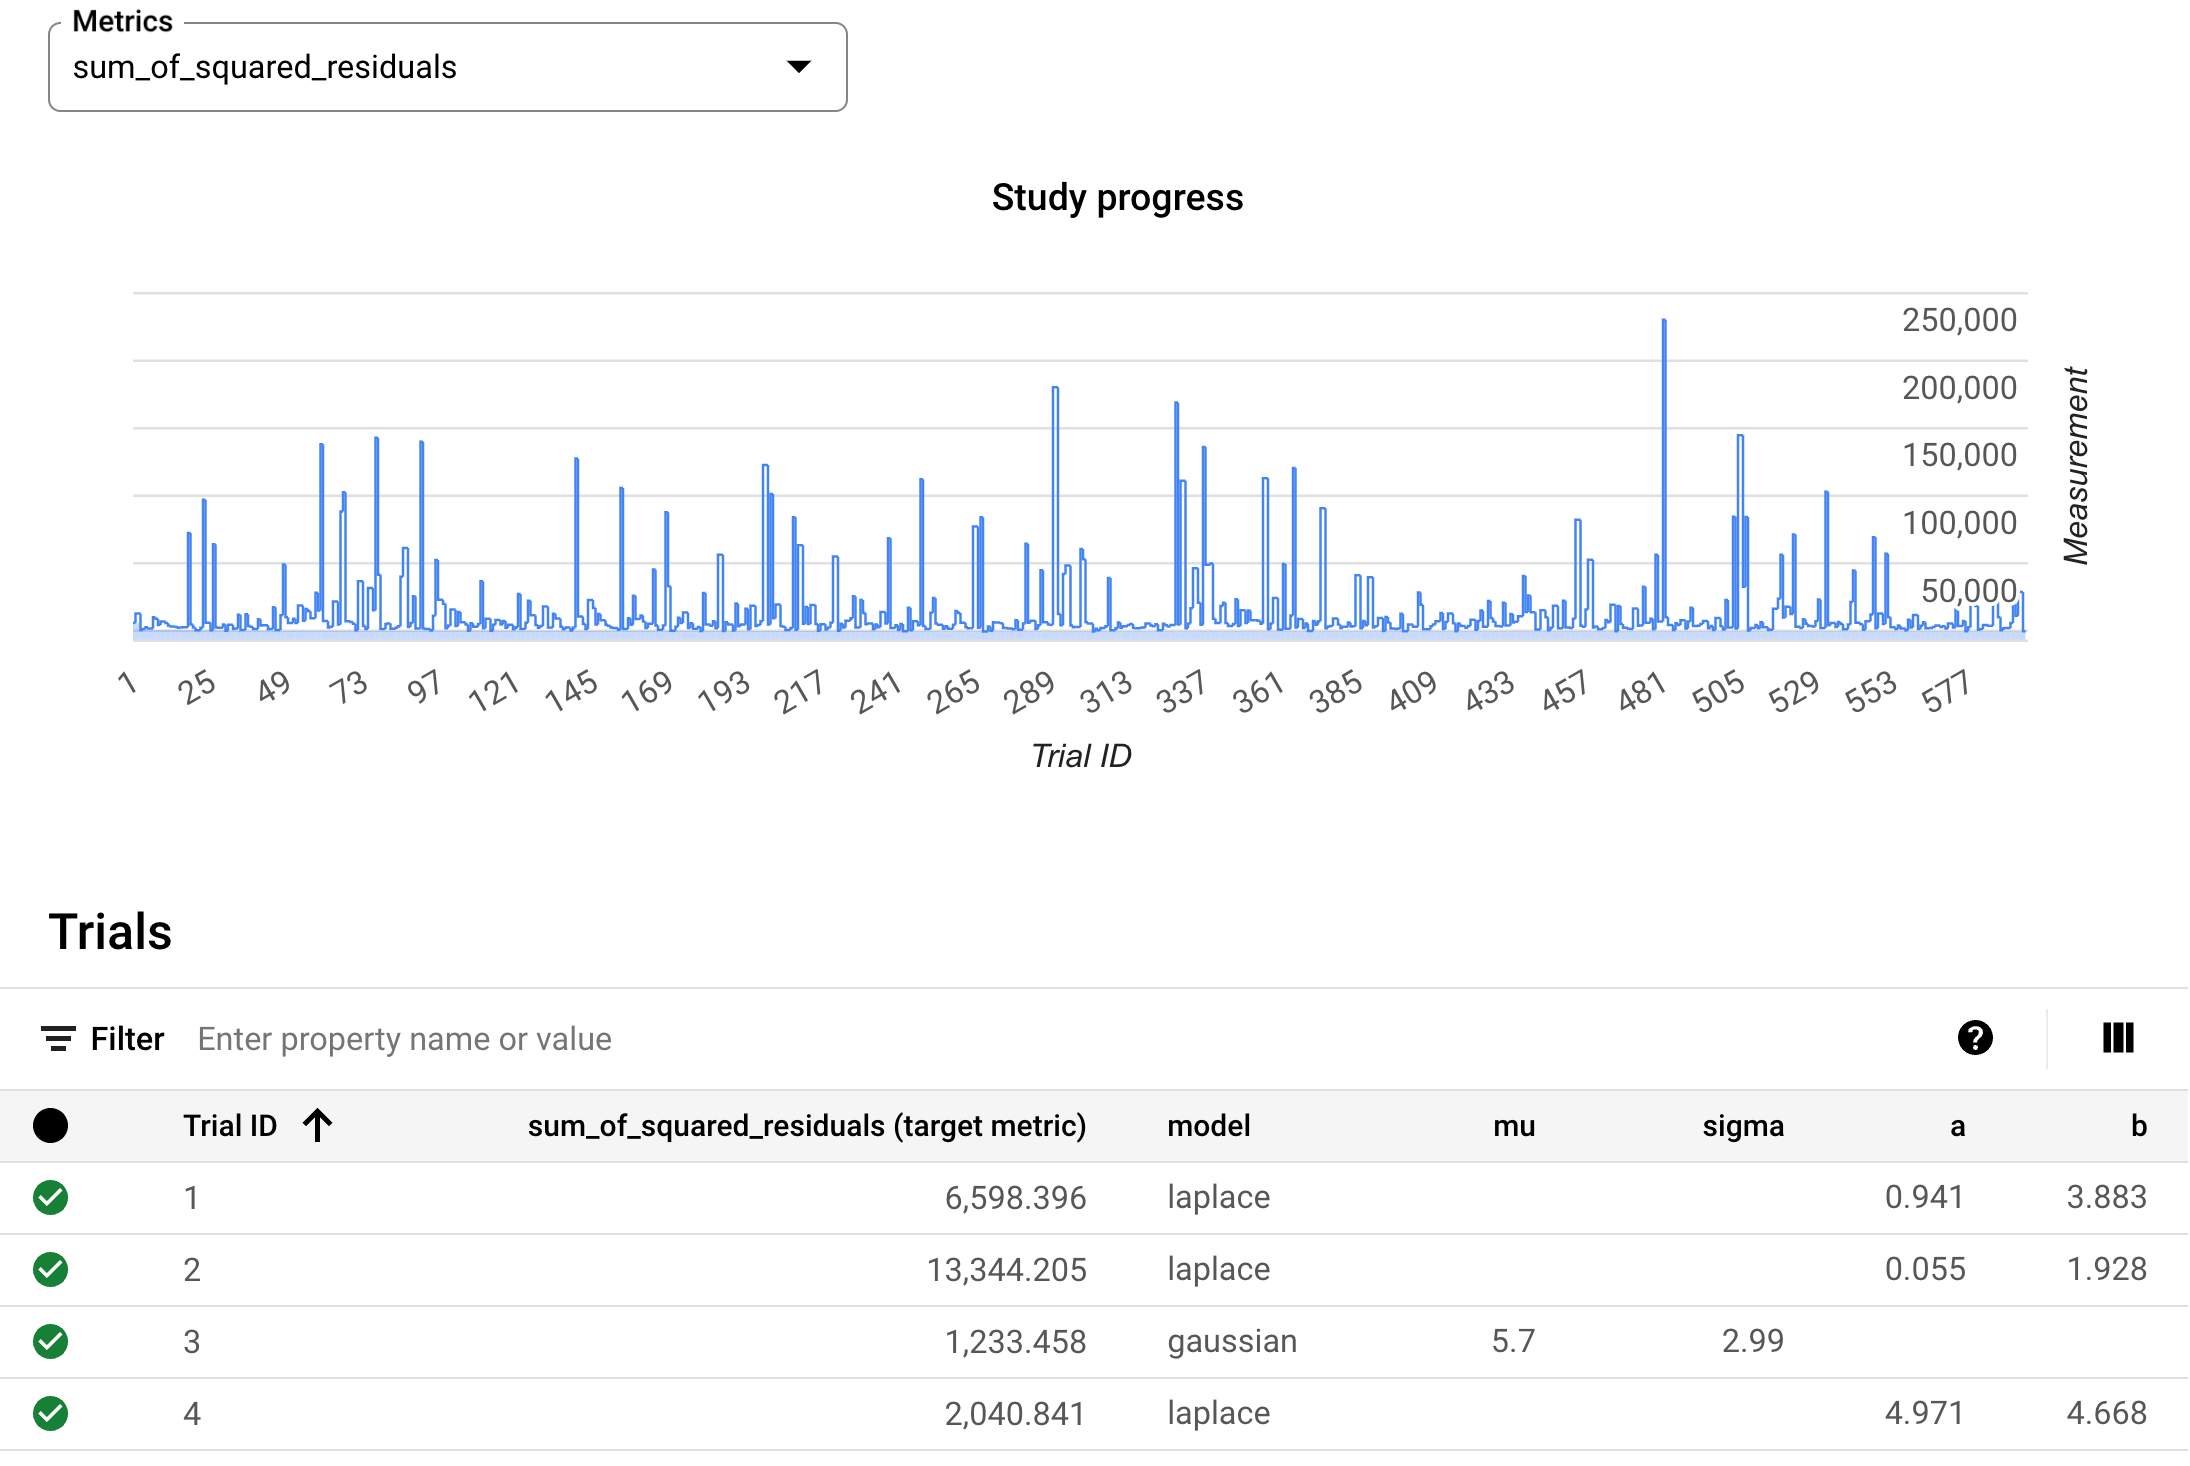 Metrics
sum_of_squared_residuals
Study progress
250,000
200,000
150,000
100,000
50,000
Measurement
1 25 49 73 97 121 145 169 193 217 241 265 289 313 337 361 385 409 433 457 481 505 529 553 577
Trial ID
Trials
Filter Enter property name or value ?
Trial ID sum_of_squared_residuals (target metric) model mu sigma a b
1 6,598.396 laplace 0.941 3.883
2 13,344.205 laplace 0.055 1.928
3 1,233.458 gaussian 5.7 2.99
4 2,040.841 laplace 4.971 4.668